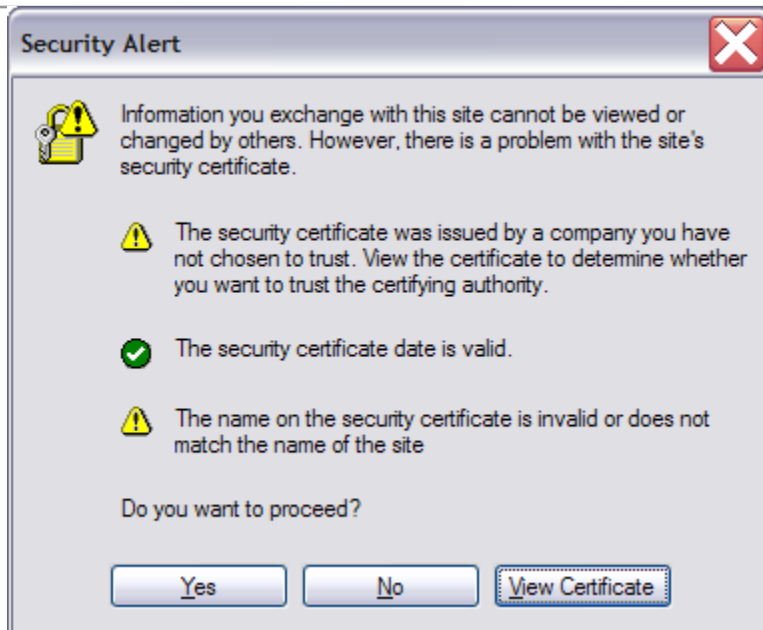 Security Alert
Information you exchange with this site cannot be viewed or
changed by others. However, there is a problem with the site's
security certificate.
The security certificate was issued by a company you have
not chosen to trust. View the certificate to determine whether
you want to trust the certifying authority.
The security certificate date is valid.
The name on the security certificate is invalid or does not
match the name of the site
Do you want to proceed?
Yes
No
View Certificate